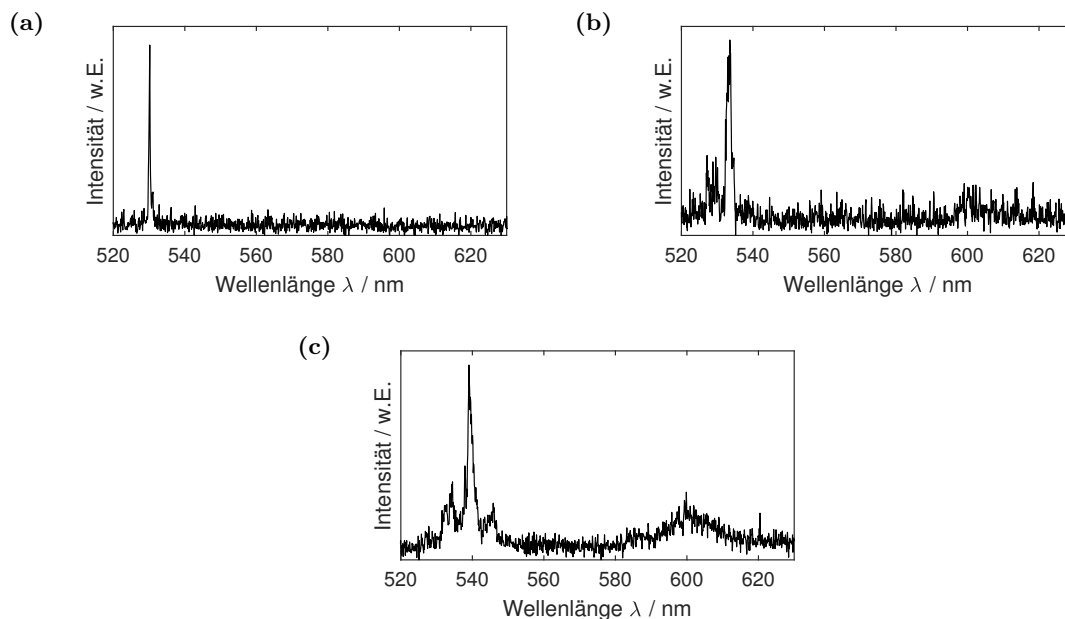 (a)
Intensität / w.E.
520 540 560 580 600 620
Wellenlänge λ / nm
(b)
Intensität / w.E.
520 540 560 580 600 620
Wellenlänge λ / nm
(c)
Intensität / w.E.
520 540 560 580 600 620
Wellenlänge λ / nm